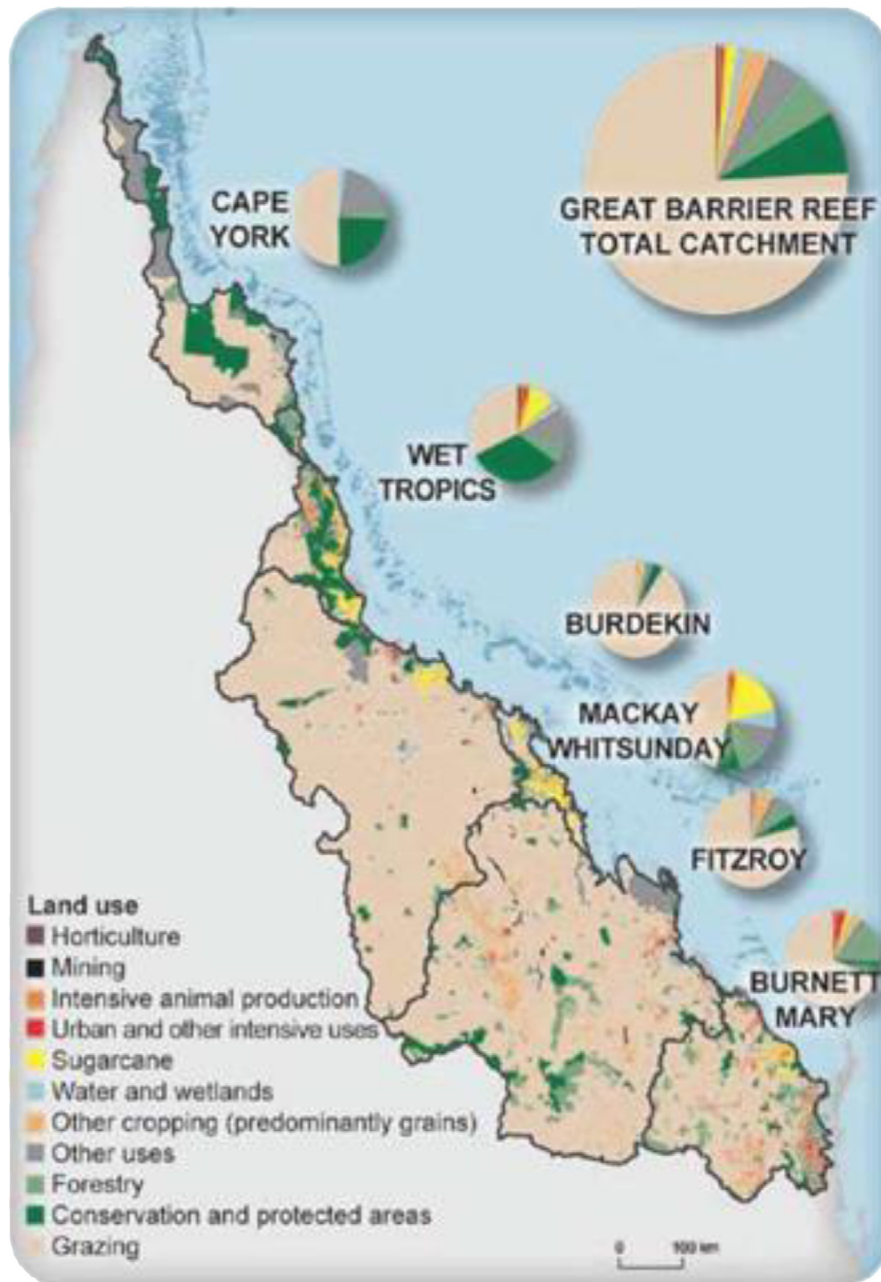 GREAT BARRIER REEF
TOTAL CATCHMENT
CAPE
YORK
WET
TROPICS
BURDEKIN
MACKAY
WHITSUNDAY
FITZROY
BURNETT
MARY
Land use
Horticulture
Mining
Intensive animal production
Urban and other intensive uses
Sugarcane
Water and wetlands
Other cropping (predominantly grains)
Other uses
Forestry
Conservation and protected areas
Grazing
0 100 km